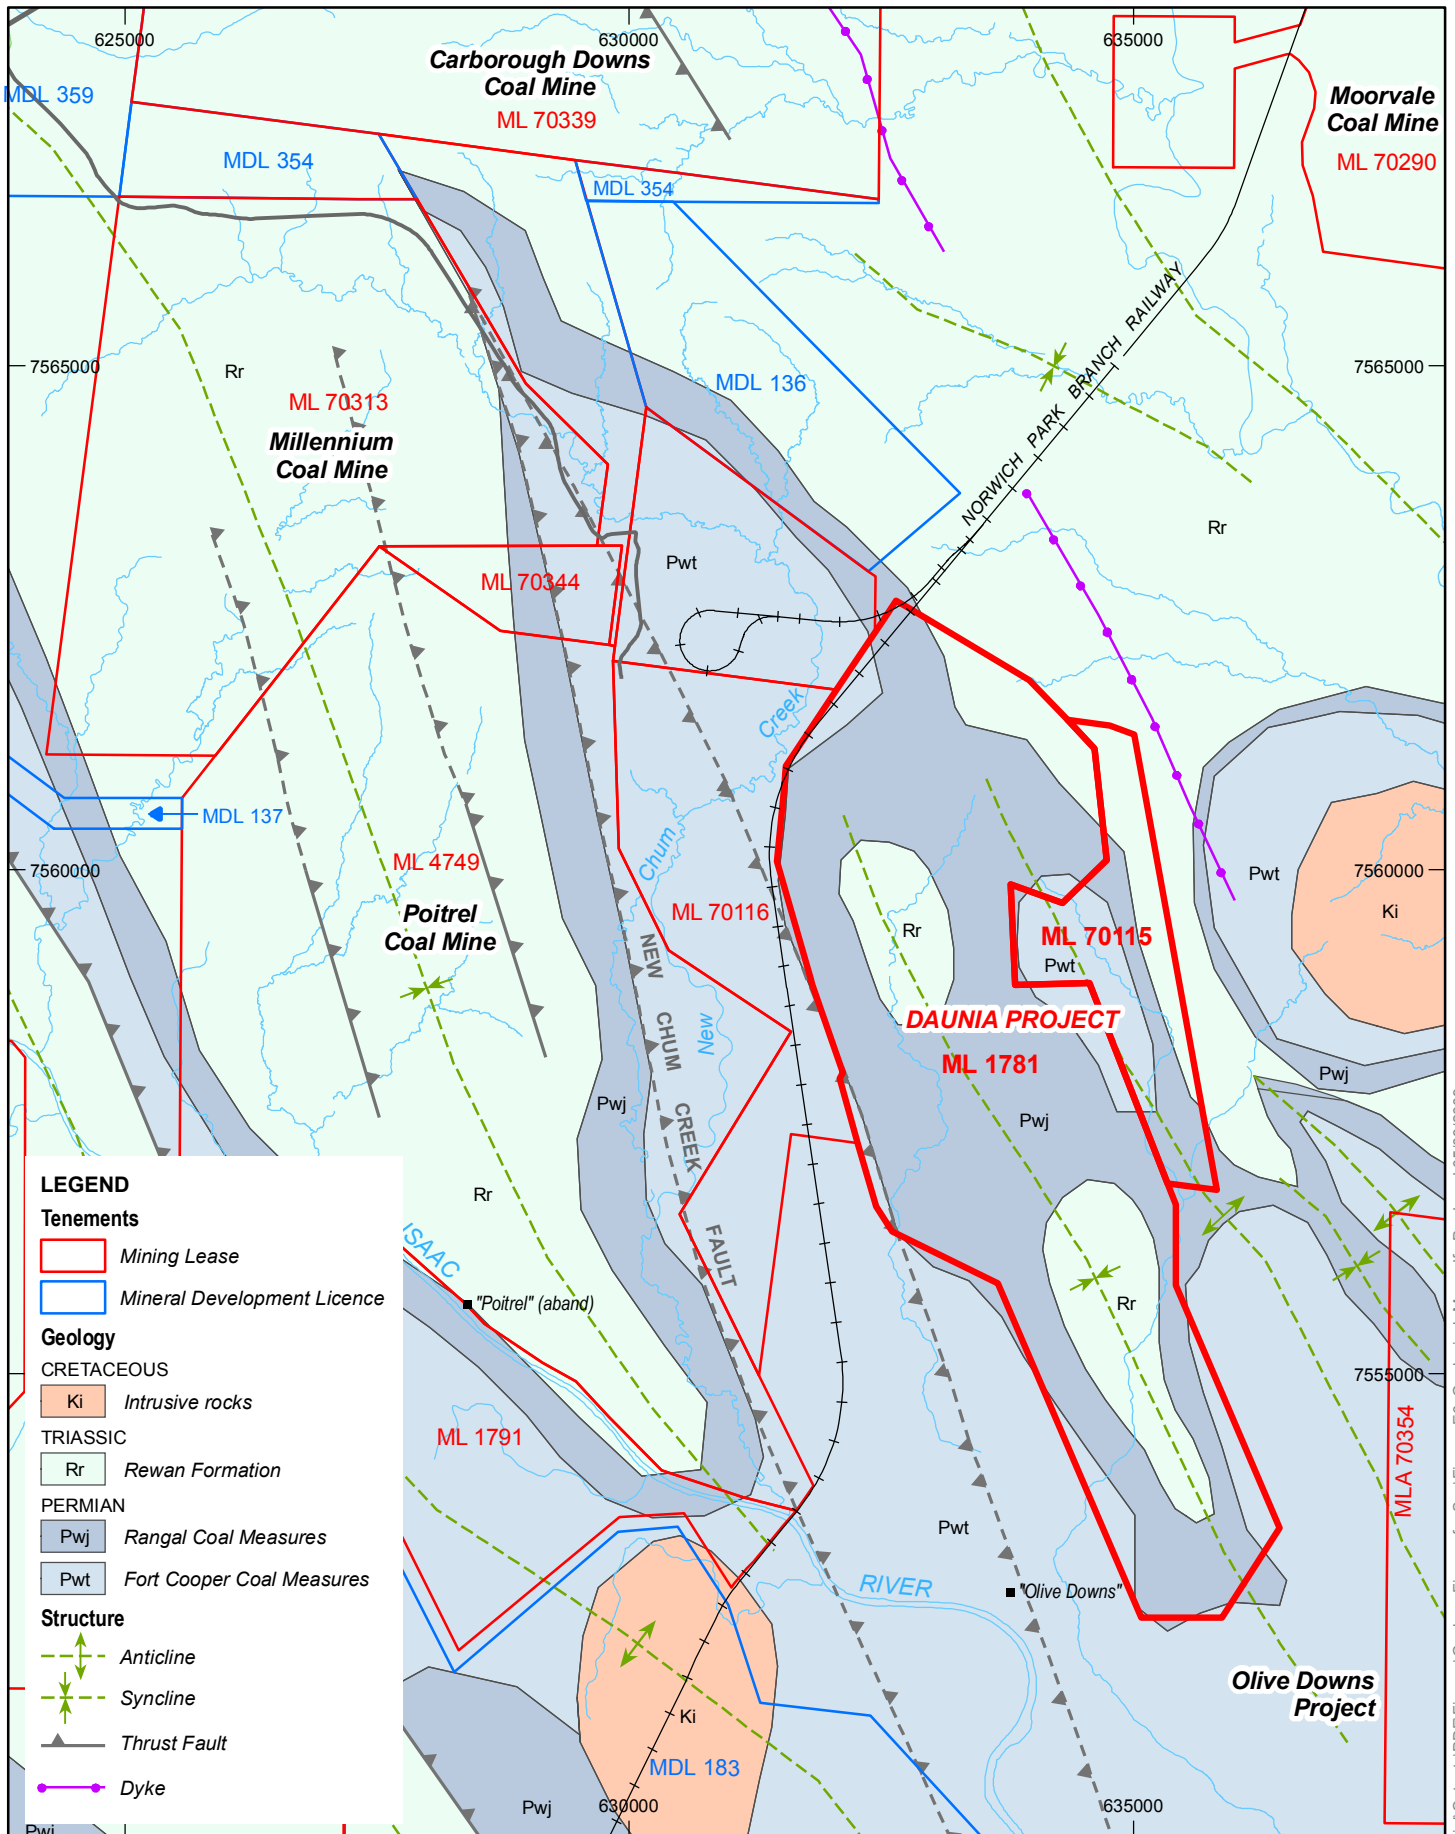 625000
630000
635000
Carborough Downs
Coal Mine
ML 70339
Moorvale
Coal Mine
ML 70290
MDL 359
MDL 354
MDL 354
MDL 136
7565000
7565000
Rr
ML 70313
Millennium
Coal Mine
NORWICH PARK BRANCH RAILWAY
Rr
Pwt
ML 70344
Creek
MDL 137
Chum
7560000
7560000
ML 4749
Poitrel
Coal Mine
ML 70116
Rr
Pwt
Ki
ML 70115
Pwt
NEW CHUM CREEK FAULT
New
DAUNIA PROJECT
ML 1781
Pwj
Pwj
Pwj
Rr
ISAAC
"Poitrel" (aband)
Rr
7555000
ML 1791
MLA 70354
Pwt
RIVER
"Olive Downs"
Olive Downs
Project
Ki
MDL 183
Pwj
630000
635000
Pwj
LEGEND
Tenements
Mining Lease
Mineral Development Licence
Geology
CRETACEOUS
Ki Intrusive rocks
TRIASSIC
Rr Rewan Formation
PERMIAN
Pwj Rangal Coal Measures
Pwt Fort Cooper Coal Measures
Structure
Anticline
Syncline
Thrust Fault
Dyke